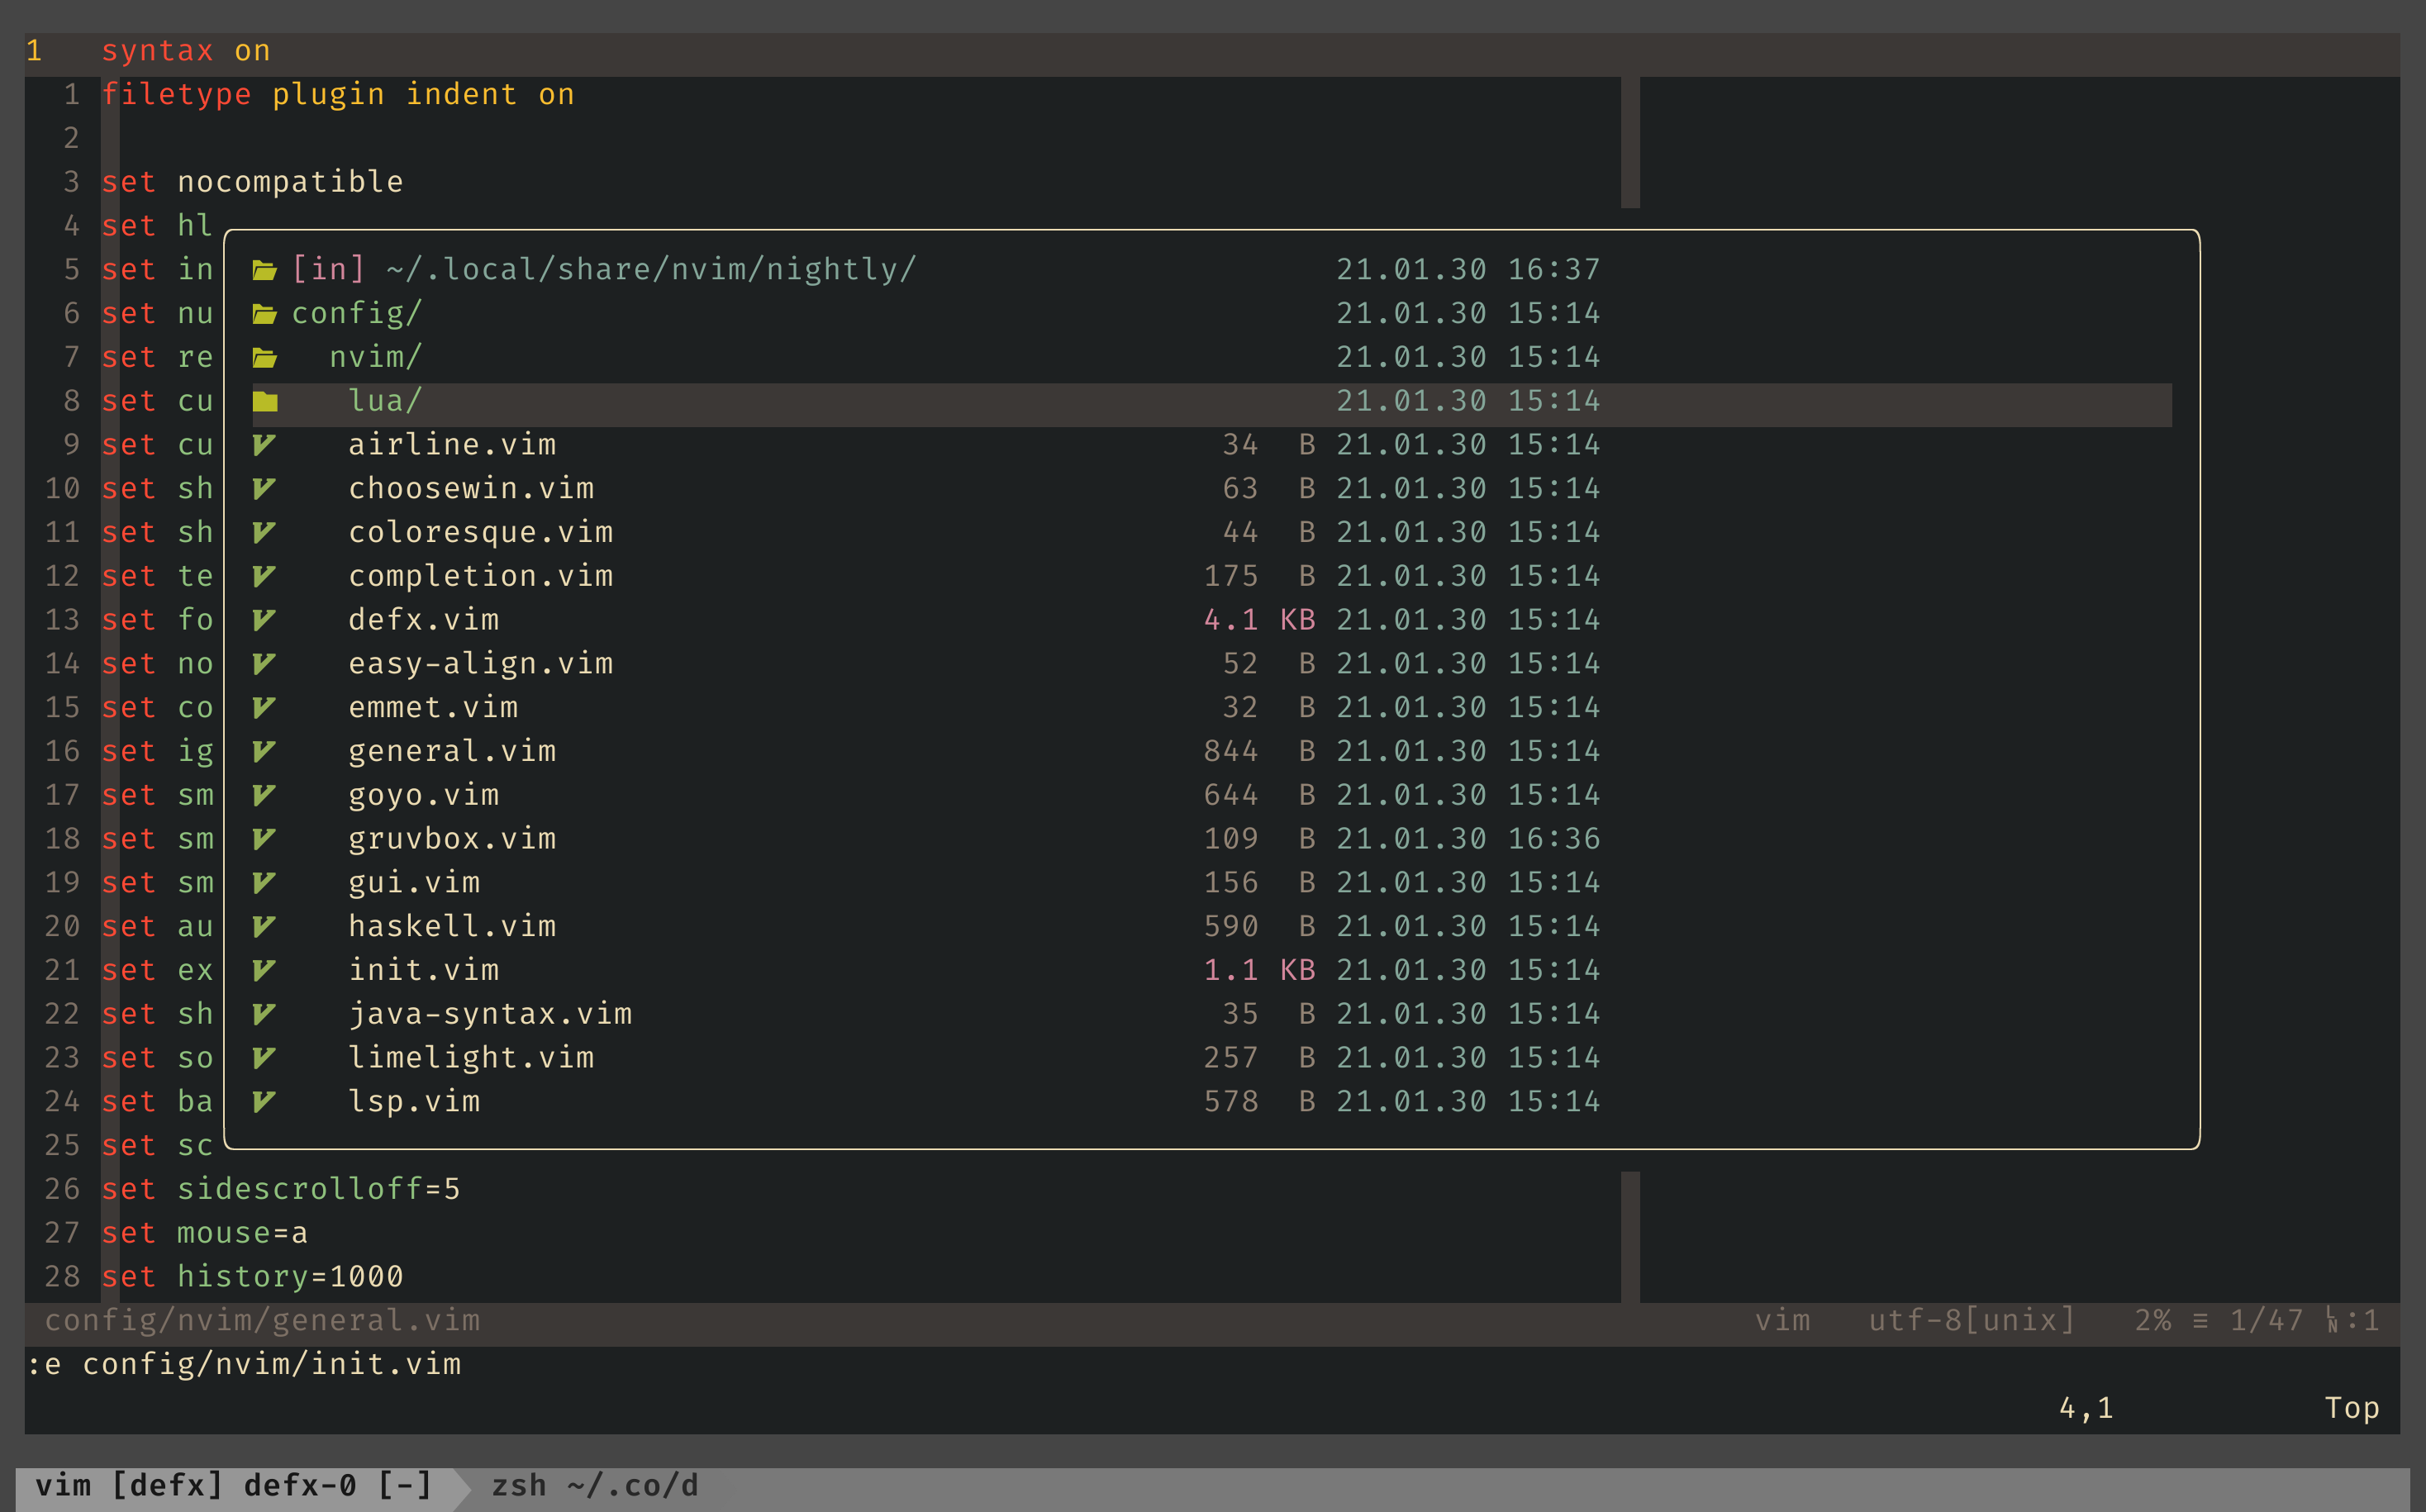 1 syntax on
1 filetype plugin indent on
2
3 set nocompatible
4 set hl
5 set in [in] ~/.local/share/nvim/nightly/ 21.01.30 16:37
6 set nu config/ 21.01.30 15:14
7 set re nvim/ 21.01.30 15:14
8 set cu lua/ 21.01.30 15:14
9 set cu airline.vim 34 B 21.01.30 15:14
10 set sh choosewin.vim 63 B 21.01.30 15:14
11 set sh coloresque.vim 44 B 21.01.30 15:14
12 set te completion.vim 175 B 21.01.30 15:14
13 set fo defx.vim 4.1 KB 21.01.30 15:14
14 set no easy-align.vim 52 B 21.01.30 15:14
15 set co emmet.vim 32 B 21.01.30 15:14
16 set ig general.vim 844 B 21.01.30 15:14
17 set sm goyo.vim 644 B 21.01.30 15:14
18 set sm gruvbox.vim 109 B 21.01.30 16:36
19 set sm gui.vim 156 B 21.01.30 15:14
20 set au haskell.vim 590 B 21.01.30 15:14
21 set ex init.vim 1.1 KB 21.01.30 15:14
22 set sh java-syntax.vim 35 B 21.01.30 15:14
23 set so limelight.vim 257 B 21.01.30 15:14
24 set ba lsp.vim 578 B 21.01.30 15:14
25 set sc
26 set sidescrolloff=5
27 set mouse=a
28 set history=1000
config/nvim/general.vim vim utf-8[unix] 2% ≡ 1/47 LN:1
:e config/nvim/init.vim
4,1 Top
vim [defx] defx-0 [-] zsh ~/.co/d